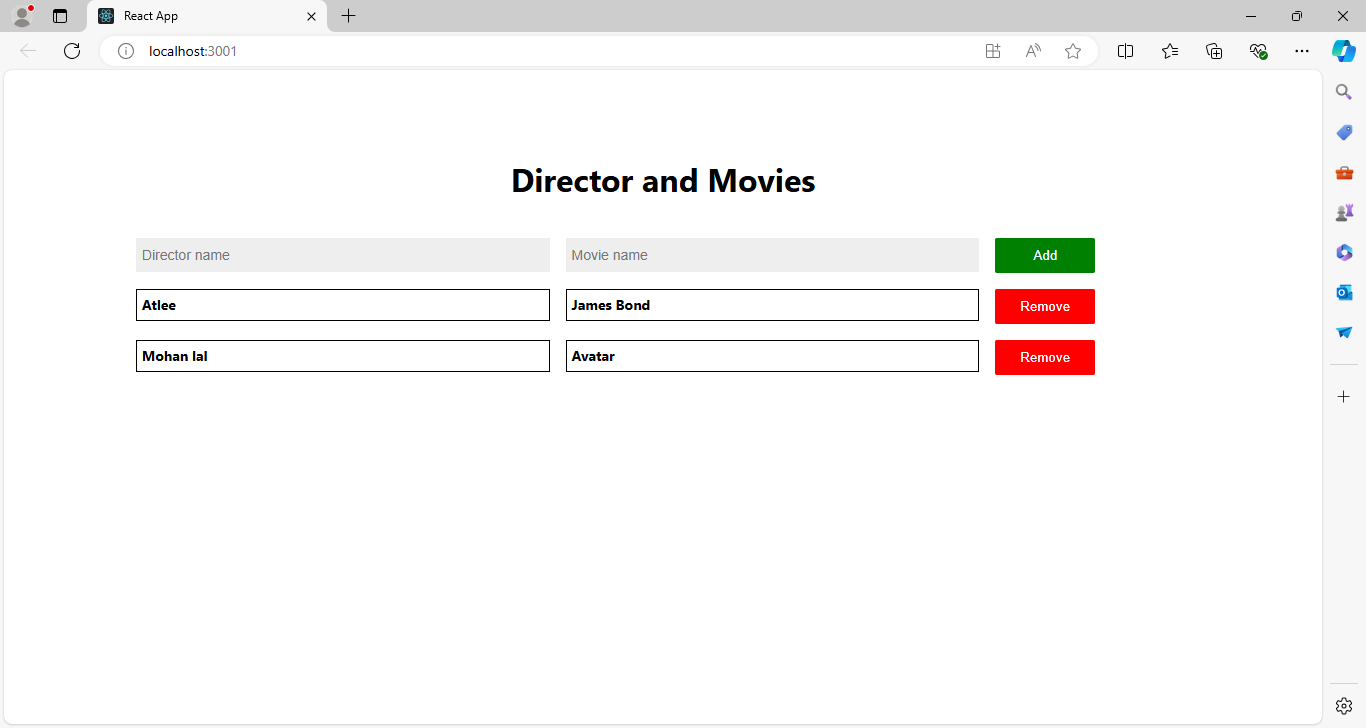 React App
localhost:3001
Director and Movies
Director name Movie name Add
Atlee James Bond Remove
Mohan lal Avatar Remove